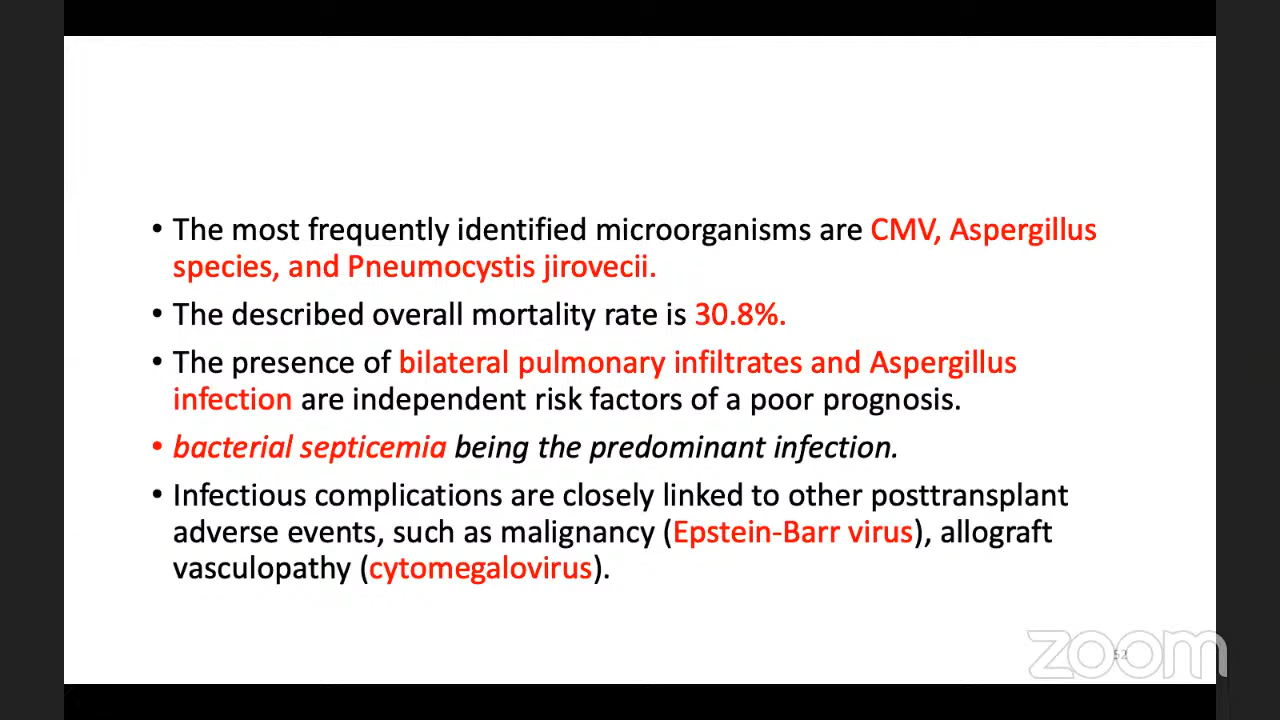 • The most frequently identified microorganisms are CMV, Aspergillus
species, and Pneumocystis jirovecii.
• The described overall mortality rate is 30.8%.
• The presence of bilateral pulmonary infiltrates and Aspergillus
infection are independent risk factors of a poor prognosis.
• bacterial septicemia being the predominant infection.
• Infectious complications are closely linked to other posttransplant
adverse events, such as malignancy (Epstein-Barr virus), allograft
vasculopathy (cytomegalovirus).
zoom
52